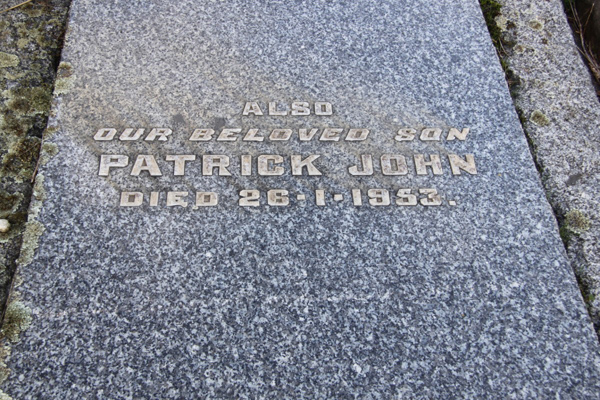 ALSO
OUR BELOVED SON
PATRICK JOHN
DIED 26·1·1953.